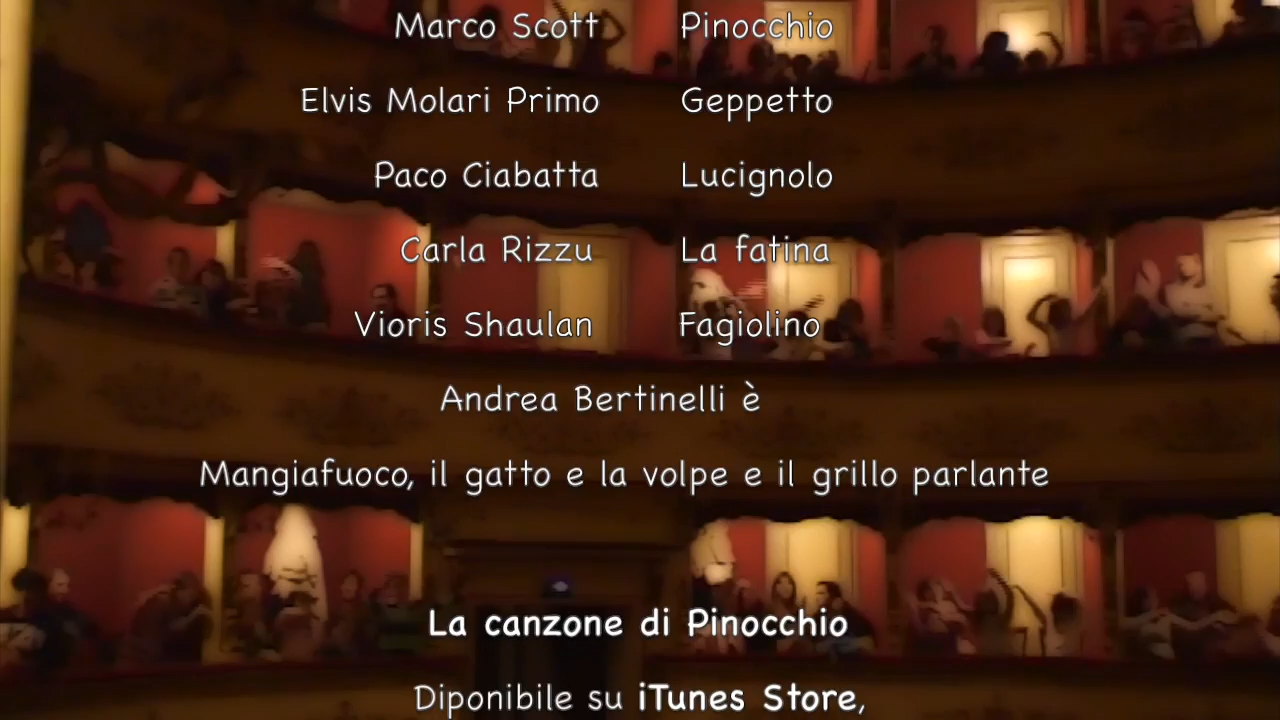 Marco Scott Pinocchio
Elvis Molari Primo Geppetto
Paco Ciabatta Lucignolo
Carla Rizzu La fatina
Vioris Shaulan Fagiolino
Andrea Bertinelli è
Mangiafuoco, il gatto e la volpe e il grillo parlante
La canzone di Pinocchio
Diponibile su iTunes Store,